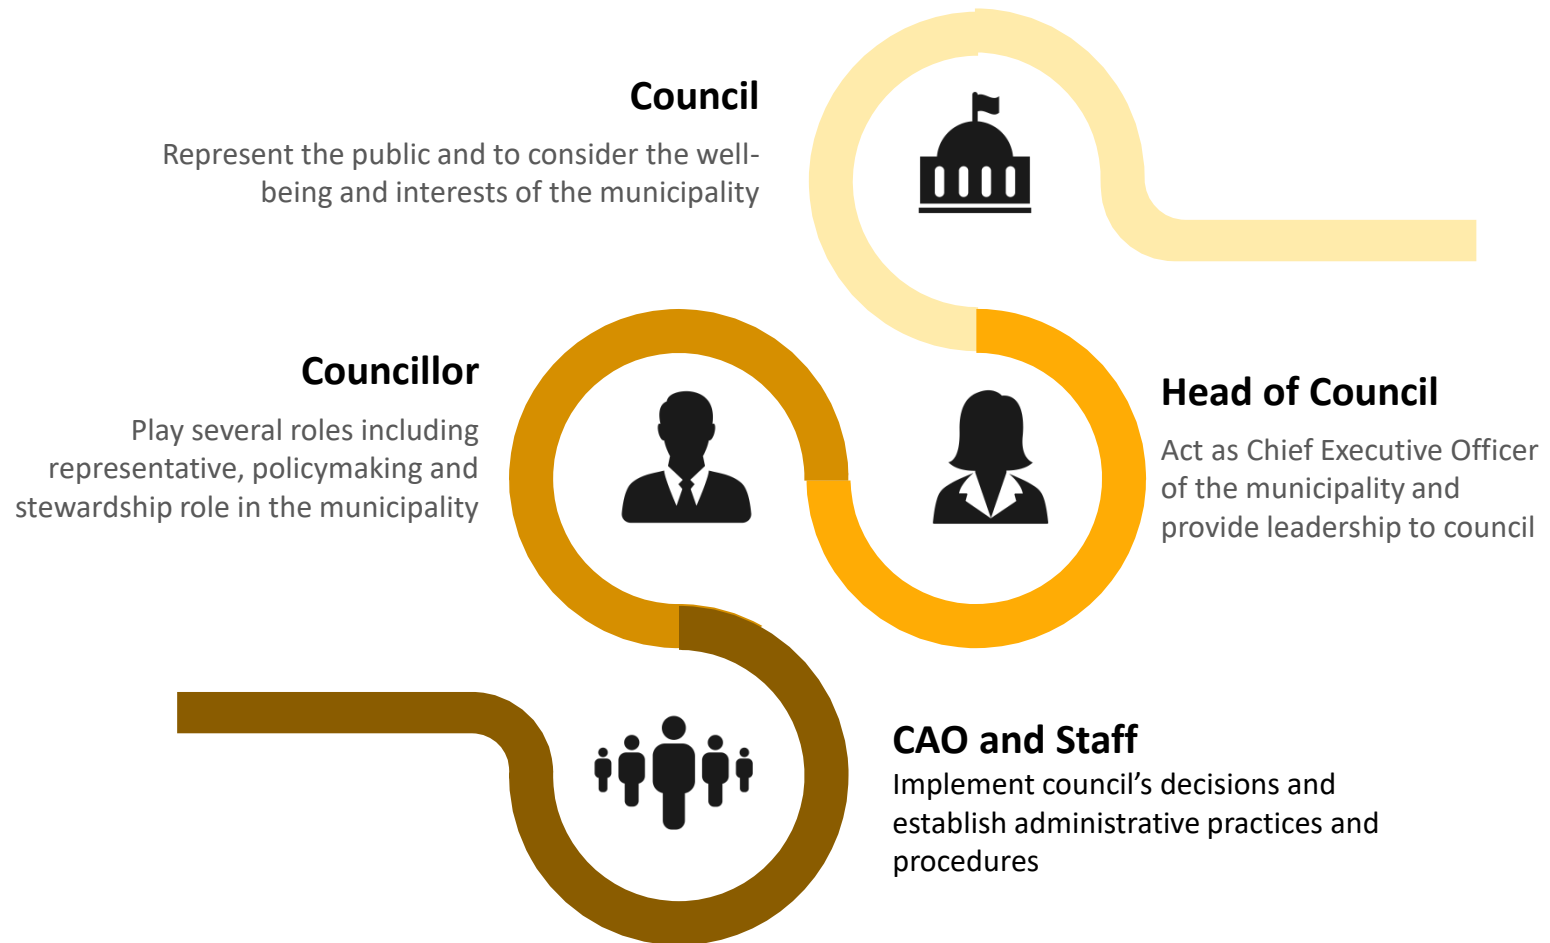 Council
Represent the public and to consider the well-
being and interests of the municipality
Councillor
Play several roles including
representative, policymaking and
stewardship role in the municipality
Head of Council
Act as Chief Executive Officer
of the municipality and
provide leadership to council
CAO and Staff
Implement council’s decisions and
establish administrative practices and
procedures